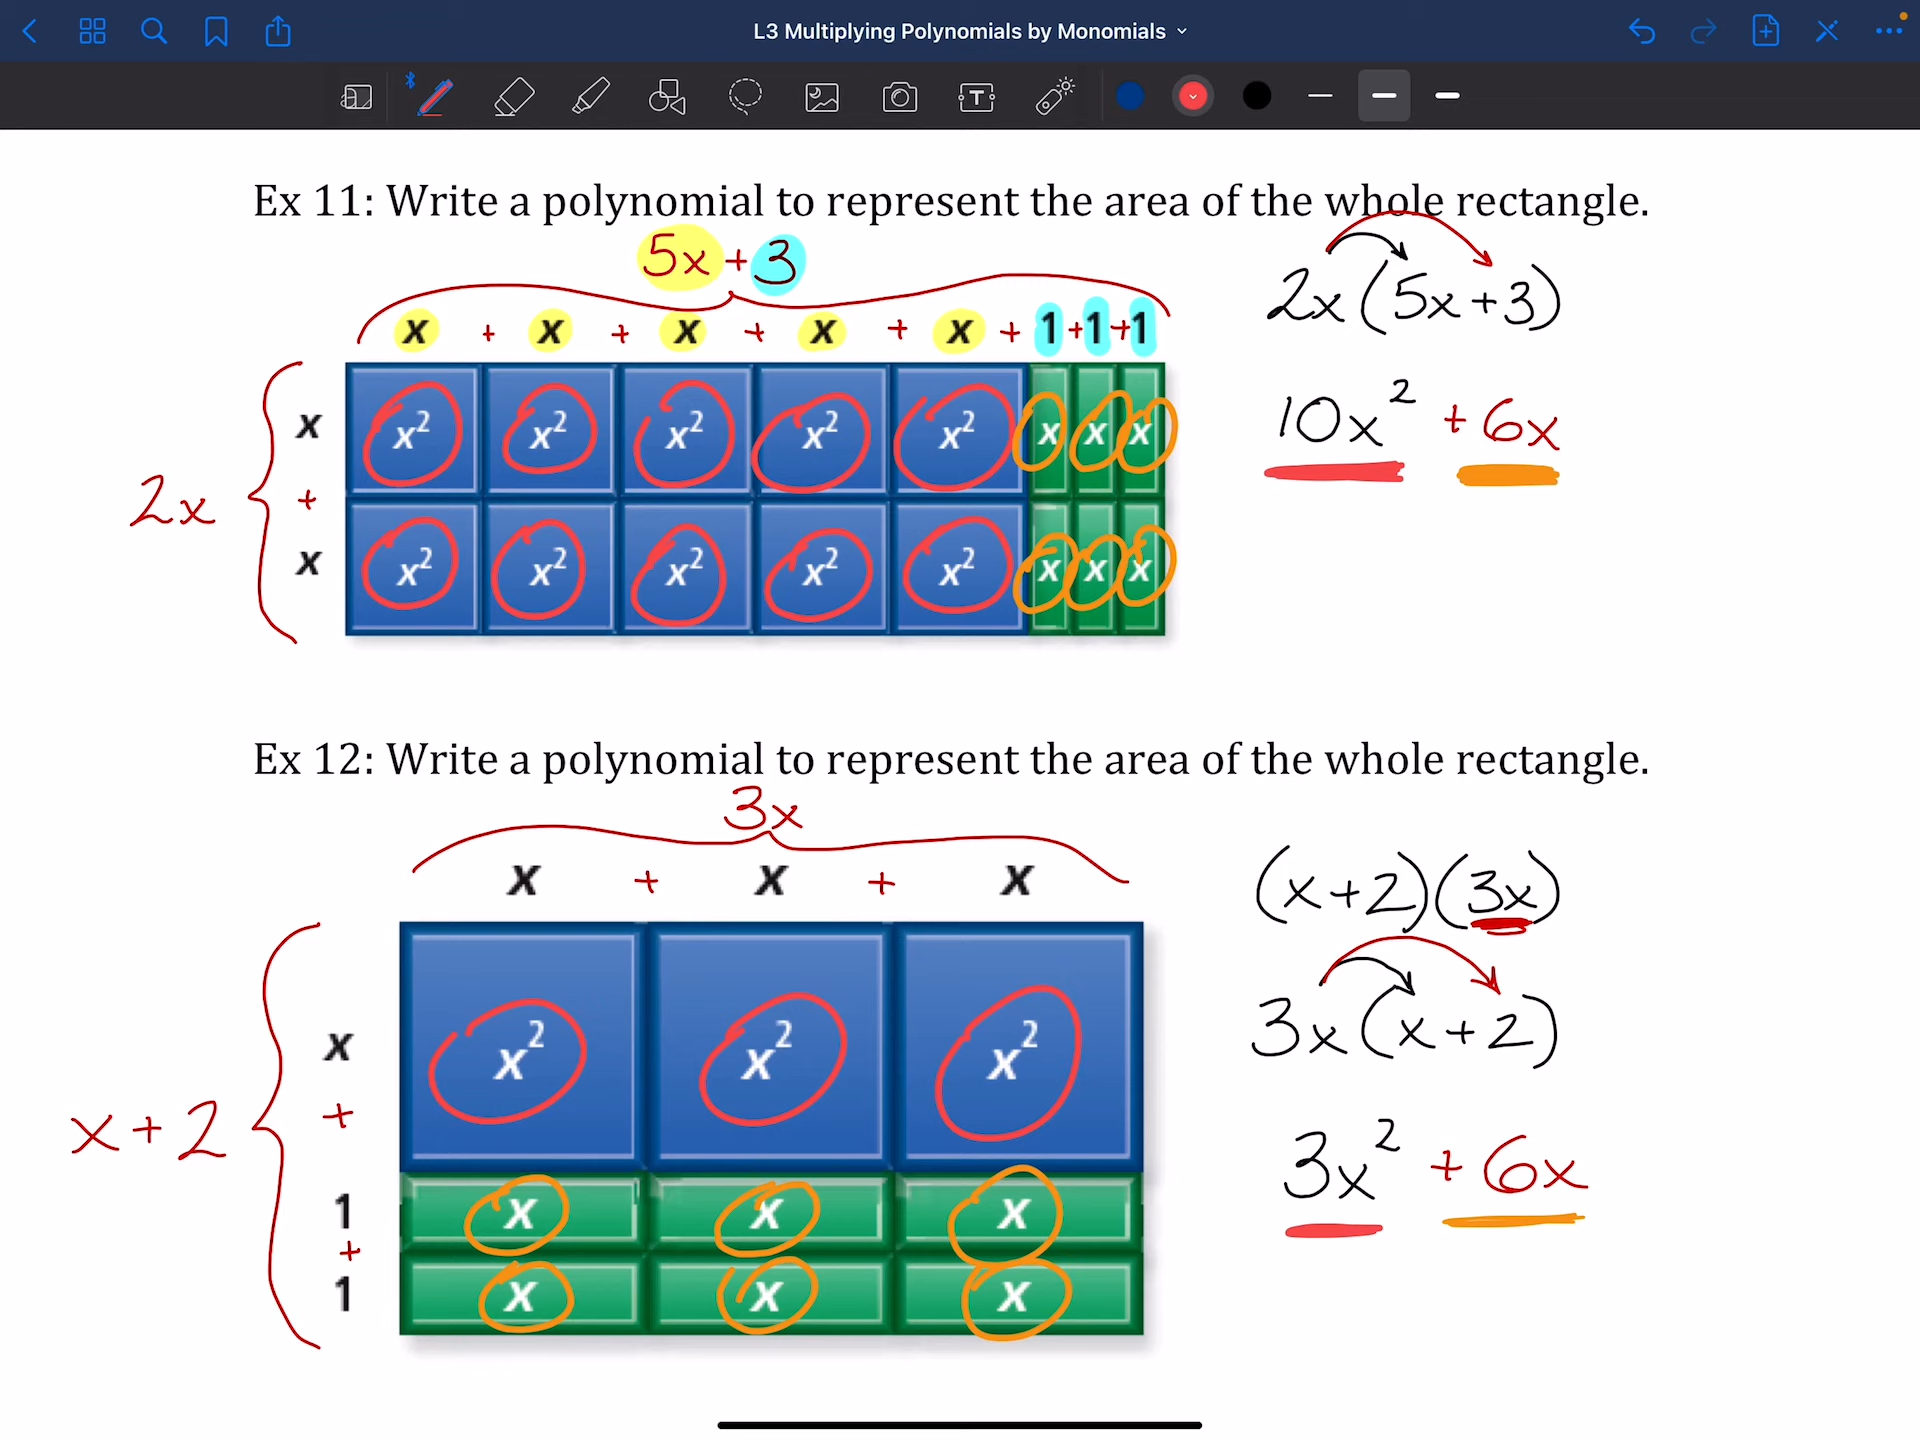 L3 Multiplying Polynomials by Monomials
Ex 11: Write a polynomial to represent the area of the whole rectangle.
5x + 3
x + x + x + x + x + 1 + 1 + 1
2x
x
+
x
x² x² x² x² x² x x x
x² x² x² x² x² x x x
2x(5x+3)
10x² + 6x
Ex 12: Write a polynomial to represent the area of the whole rectangle.
3x
x + x + x
x+2
x
+
1
+
1
x² x² x²
x x x
x x x
(x+2)(3x)
3x(x+2)
3x² + 6x